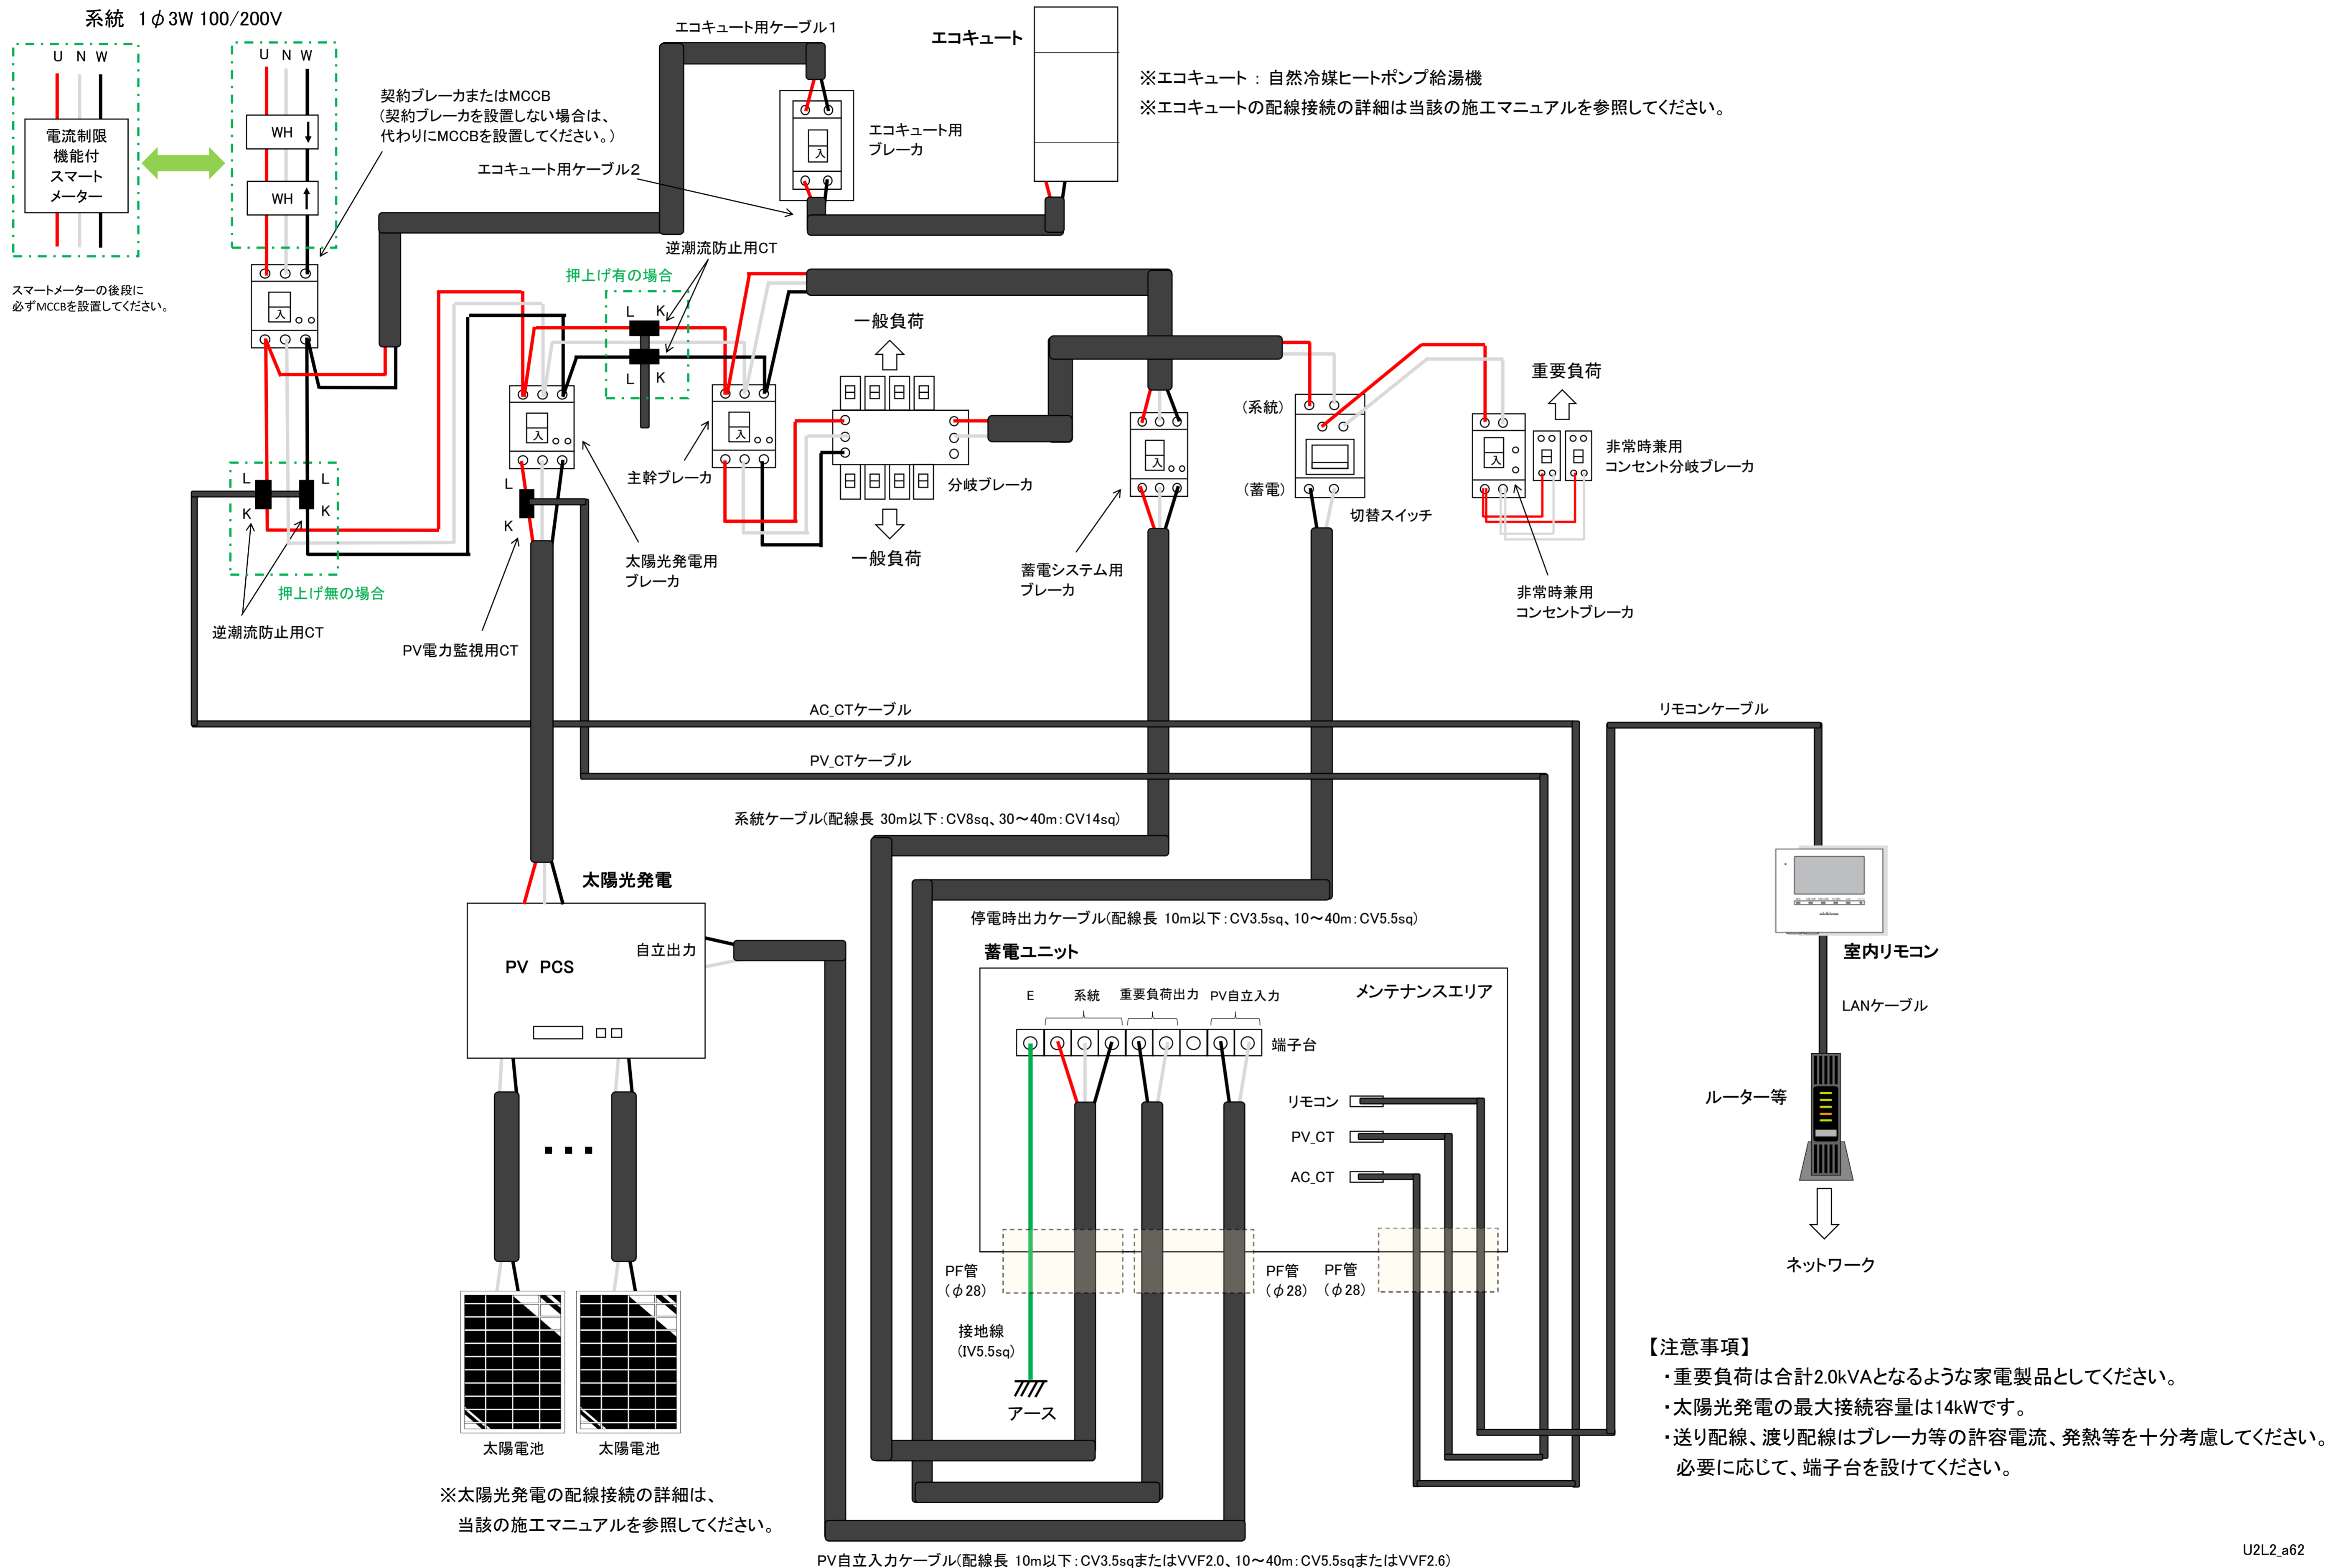 系統 1φ3W 100/200V
U N W
電流制限
機能付
スマート
メーター
スマートメーターの後段に
必ずMCCBを設置してください。
U N W
WH ↓
WH ↑
入
契約ブレーカまたはMCCB
(契約ブレーカを設置しない場合は、
代わりにMCCBを設置してください。)
エコキュート用ケーブル1
エコキュート用ケーブル2
入
エコキュート用
ブレーカ
エコキュート
※エコキュート : 自然冷媒ヒートポンプ給湯機
※エコキュートの配線接続の詳細は当該の施工マニュアルを参照してください。
逆潮流防止用CT
押上げ有の場合
L K
L K
L L
K K
押上げ無の場合
逆潮流防止用CT
入
L
K
PV電力監視用CT
太陽光発電用
ブレーカ
入
主幹ブレーカ
一般負荷
分岐ブレーカ
一般負荷
入
蓄電システム用
ブレーカ
(系統)
(蓄電)
切替スイッチ
入
重要負荷
非常時兼用
コンセント分岐ブレーカ
非常時兼用
コンセントブレーカ
AC_CTケーブル
PV_CTケーブル
リモコンケーブル
系統ケーブル(配線長 30m以下:CV8sq、30~40m:CV14sq)
停電時出力ケーブル(配線長 10m以下:CV3.5sq、10~40m:CV5.5sq)
太陽光発電
PV PCS
自立出力
太陽電池
太陽電池
※太陽光発電の配線接続の詳細は、
当該の施工マニュアルを参照してください。
蓄電ユニット
メンテナンスエリア
E 系統 重要負荷出力 PV自立入力
端子台
リモコン
PV_CT
AC_CT
PF管
(φ28)
PF管
(φ28)
PF管
(φ28)
接地線
(IV5.5sq)
アース
PV自立入力ケーブル(配線長 10m以下:CV3.5sqまたはVVF2.0、10~40m:CV5.5sqまたはVVF2.6)
室内リモコン
LANケーブル
ルーター等
ネットワーク
【注意事項】
・重要負荷は合計2.0kVAとなるような家電製品としてください。
・太陽光発電の最大接続容量は14kWです。
・送り配線、渡り配線はブレーカ等の許容電流、発熱等を十分考慮してください。
必要に応じて、端子台を設けてください。
U2L2_a62